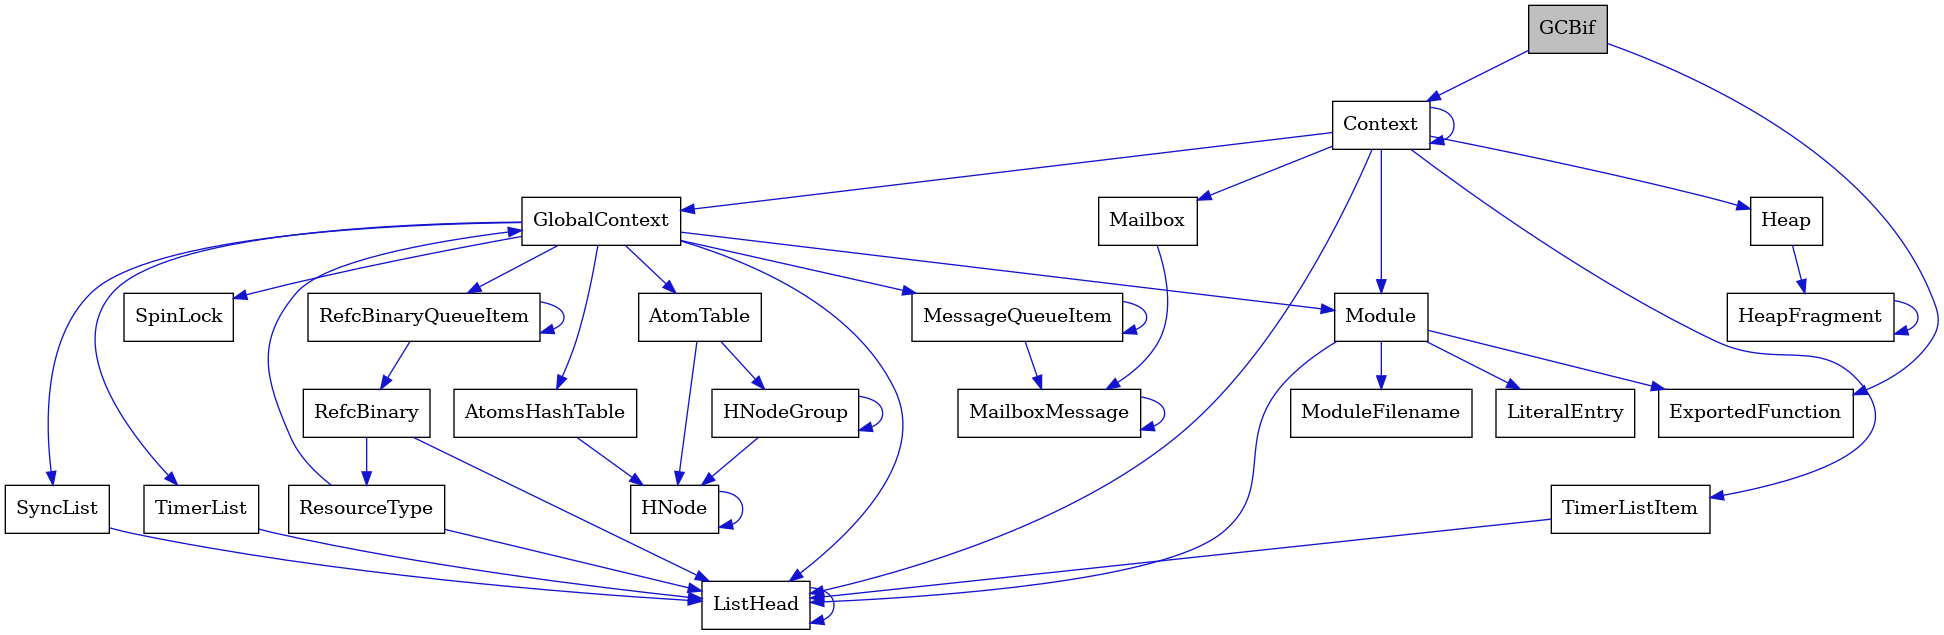 GCBif
Context
GlobalContext
Mailbox
Heap
SpinLock
RefcBinaryQueueItem
AtomTable
MessageQueueItem
Module
HeapFragment
RefcBinary
AtomsHashTable
HNodeGroup
MailboxMessage
ModuleFilename
LiteralEntry
ExportedFunction
SyncList
TimerList
ResourceType
HNode
TimerListItem
ListHead